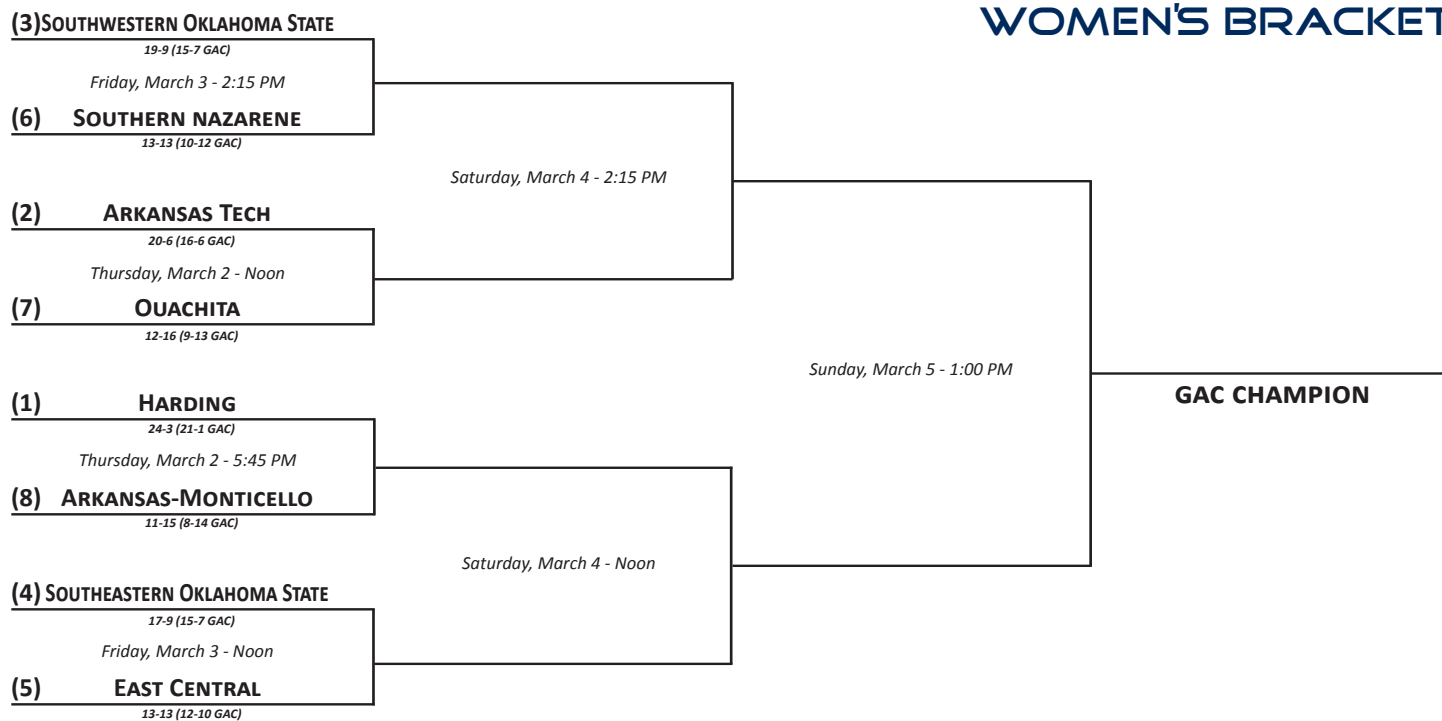 WOMEN'S BRACKET
(3)SOUTHWESTERN OKLAHOMA STATE
19-9 (15-7 GAC)
Friday, March 3 - 2:15 PM
(6) SOUTHERN NAZARENE
13-13 (10-12 GAC)
Saturday, March 4 - 2:15 PM
(2) ARKANSAS TECH
20-6 (16-6 GAC)
Thursday, March 2 - Noon
(7) OUACHITA
12-16 (9-13 GAC)
Sunday, March 5 - 1:00 PM
GAC CHAMPION
(1) HARDING
24-3 (21-1 GAC)
Thursday, March 2 - 5:45 PM
(8) ARKANSAS-MONTICELLO
11-15 (8-14 GAC)
Saturday, March 4 - Noon
(4) SOUTHEASTERN OKLAHOMA STATE
17-9 (15-7 GAC)
Friday, March 3 - Noon
(5) EAST CENTRAL
13-13 (12-10 GAC)